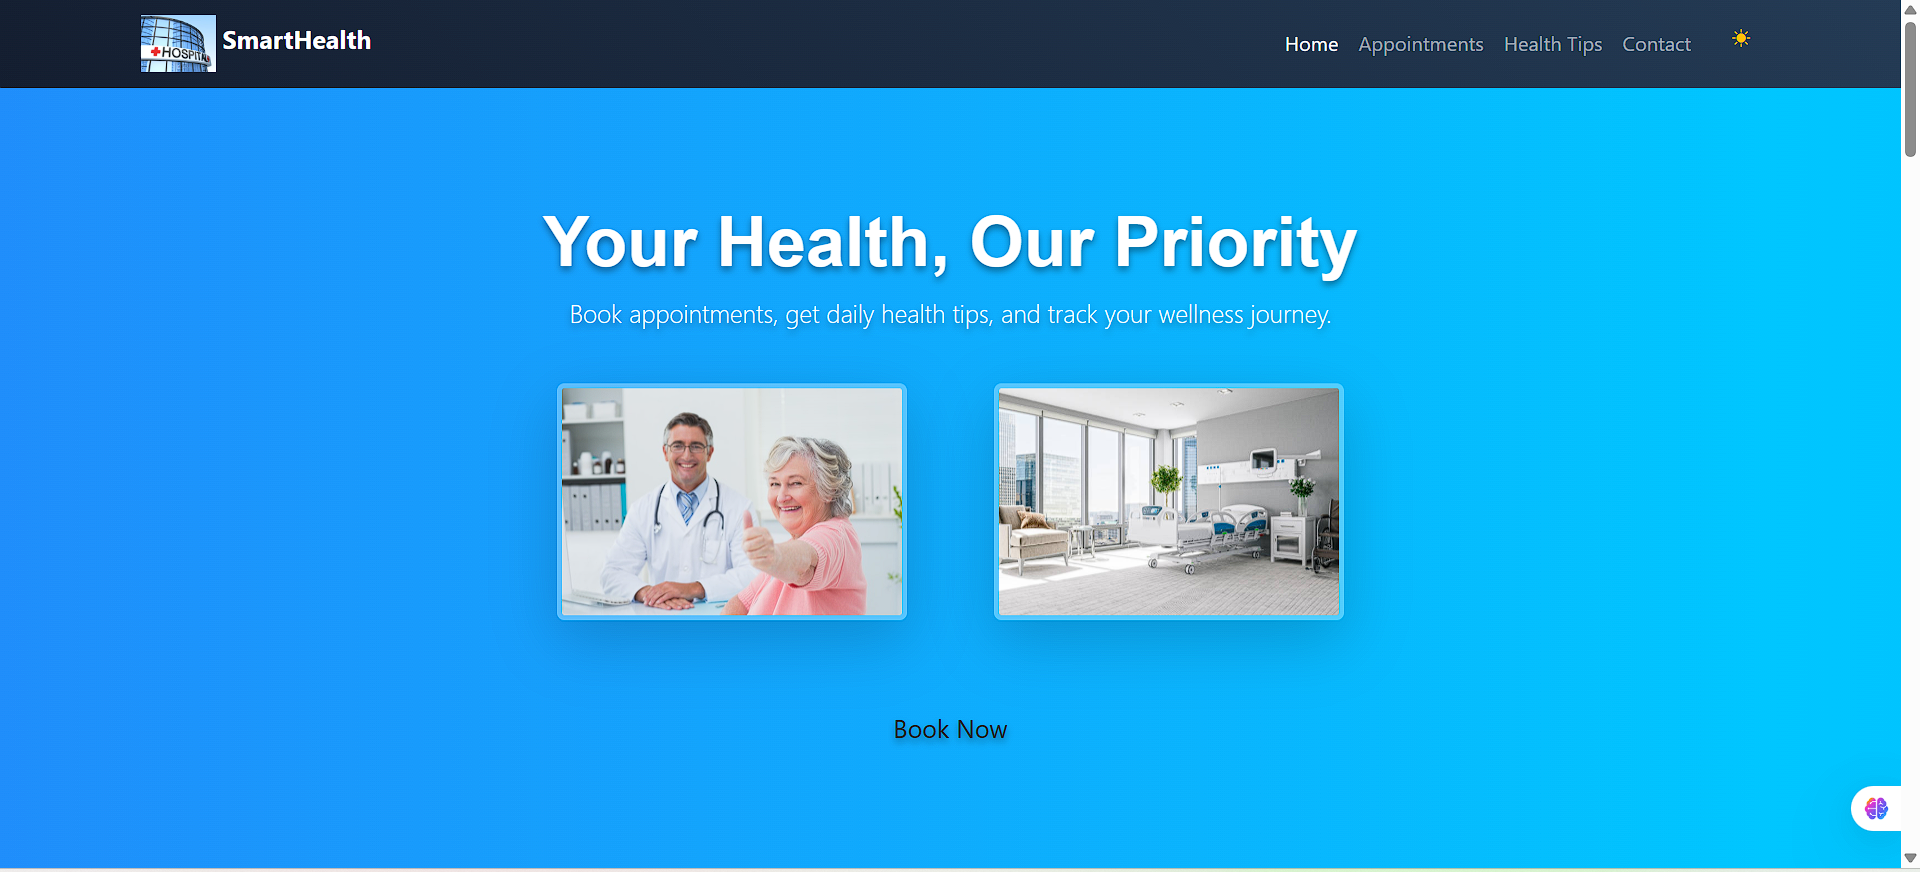 HOSPITAL
SmartHealth
Home
Appointments
Health Tips
Contact
Your Health, Our Priority
Book appointments, get daily health tips, and track your wellness journey.
Book Now